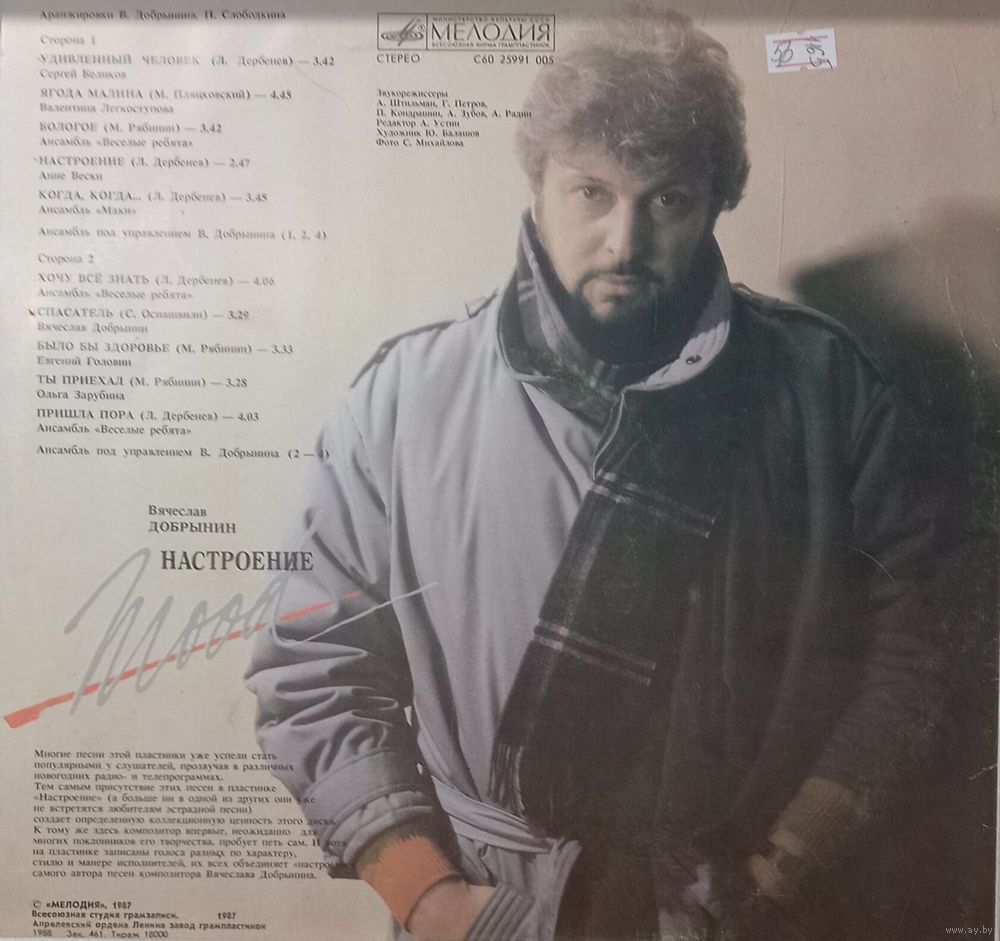 Аранжировки В. Добрынина, П. Слободкина
Сторона 1
УДИВЛЕННЫЙ ЧЕЛОВЕК (Л. Дербенев) — 3.42
Сергей Беликов
ЯГОДА МАЛИНА (М. Пляцковский) — 4.45
Валентина Легкоступова
БОЛОГОЕ (М. Рябинин) — 3.42
Ансамбль «Веселые ребята»
НАСТРОЕНИЕ (Л. Дербенев) — 2.47
Анне Вески
КОГДА, КОГДА... (Л. Дербенев) — 3.45
Ансамбль «Маки»
Ансамбль под управлением В. Добрынина (1, 2, 4)
Сторона 2
ХОЧУ ВСЁ ЗНАТЬ (Л. Дербенев) — 4.06
Ансамбль «Веселые ребята»
СПАСАТЕЛЬ (С. Осиашвили) — 3.29
Вячеслав Добрынин
БЫЛО БЫ ЗДОРОВЬЕ (М. Рябинин) — 3.33
Евгений Головин
ТЫ ПРИЕХАЛ (М. Рябинин) — 3.28
Ольга Зарубина
ПРИШЛА ПОРА (Л. Дербенев) — 4.03
Ансамбль «Веселые ребята»
Ансамбль под управлением В. Добрынина (2 — 4)
МИНИСТЕРСТВО КУЛЬТУРЫ СССР
МЕЛОДИЯ
ВСЕСОЮЗНАЯ ФИРМА ГРАМПЛАСТИНОК
СТЕРЕО С60 25991 005
Звукорежиссеры
А. Штильман, Г. Петров,
П. Кондрашин, А. Зубов, А. Радин
Редактор А. Устин
Художник Ю. Балашов
Фото С. Михайлова
Вячеслав
ДОБРЫНИН
НАСТРОЕНИЕ
Mood
Многие песни этой пластинки уже успели стать
популярными у слушателей, прозвучав в различных
новогодних радио- и телепрограммах.
Тем самым присутствие этих песен в пластинке
«Настроение» (а больше ни в одной из других они уже
не встретятся любителям эстрадной песни)
создает определенную коллекционную ценность этого диска.
К тому же здесь композитор впервые, неожиданно для
многих поклонников его творчества, пробует петь сам. И хотя
на пластинке записаны голоса разных по характеру,
стилю и манере исполнителей, их всех объединяет «настроение»
самого автора песен композитора Вячеслава Добрынина.
© «МЕЛОДИЯ», 1987
Всесоюзная студия грамзаписи, 1987
Апрелевский ордена Ленина завод грампластинок
1988 Зак. 461. Тираж 18000
www.ay.by